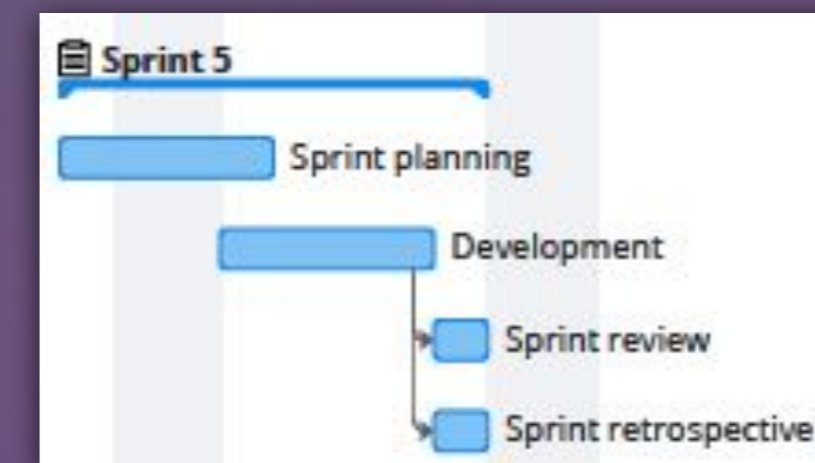 Sprint 5
Sprint planning
Development
Sprint review
Sprint retrospective